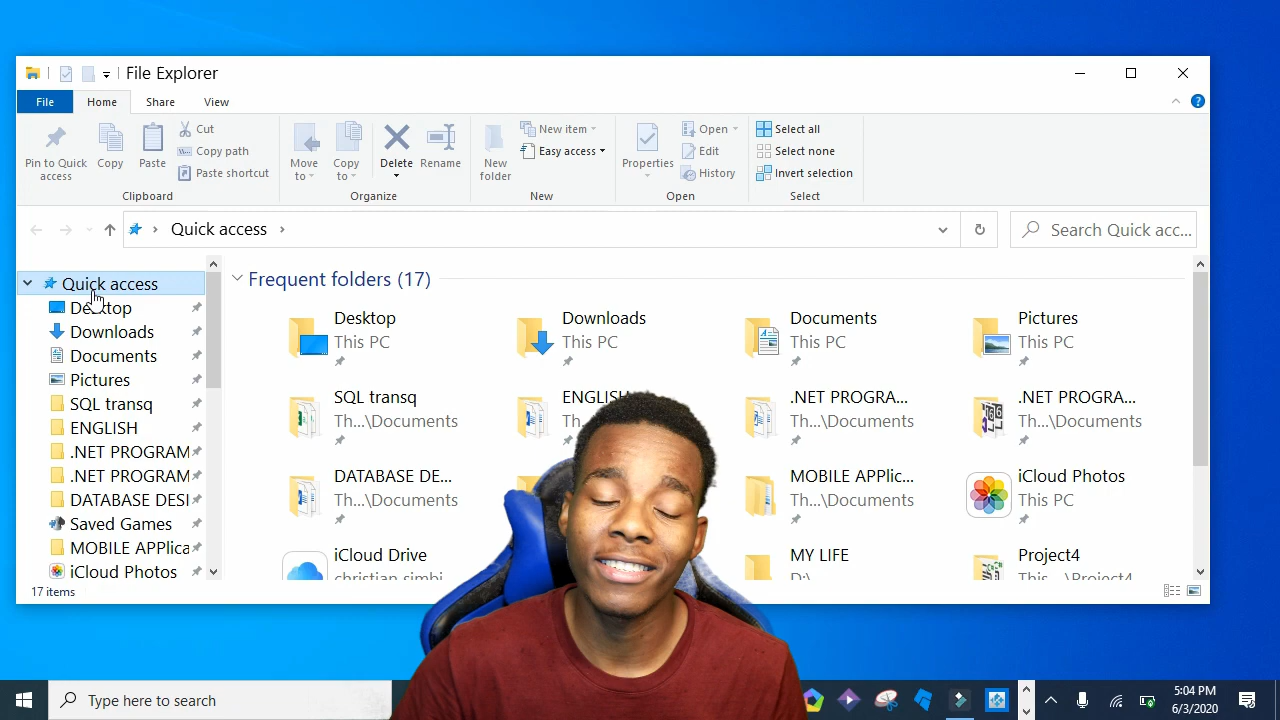 File Explorer
File Home Share View
Pin to Quick access
Copy
Paste
Cut
Copy path
Paste shortcut
Clipboard
Move to
Copy to
Delete
Rename
Organize
New folder
New item
Easy access
New
Properties
Open
Edit
History
Open
Select all
Select none
Invert selection
Select
Quick access
Search Quick acc...
Quick access
Desktop
Downloads
Documents
Pictures
SQL transq
ENGLISH
.NET PROGRAM
.NET PROGRAM
DATABASE DESI
Saved Games
MOBILE APPlica
iCloud Photos
Frequent folders (17)
Desktop
This PC
Downloads
This PC
Documents
This PC
Pictures
This PC
SQL transq
Th...\Documents
ENGLISH
Th...
.NET PROGRA...
Th...\Documents
.NET PROGRA...
Th...\Documents
DATABASE DE...
Th...\Documents
MOBILE APPlic...
Th...\Documents
iCloud Photos
This PC
iCloud Drive
christian simbi
MY LIFE
D:\
Project4
This...\Project4
17 items
Type here to search
5:04 PM
6/3/2020